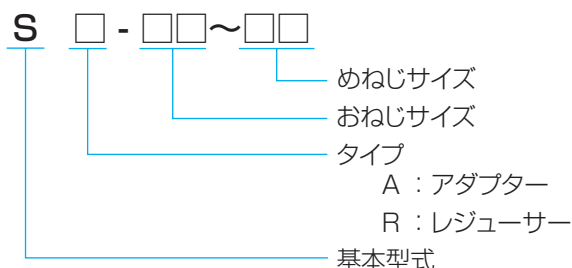 S □ - □□～□□
めねじサイズ
おねじサイズ
タイプ
A ：アダプター
R ：レジューサー
基本型式